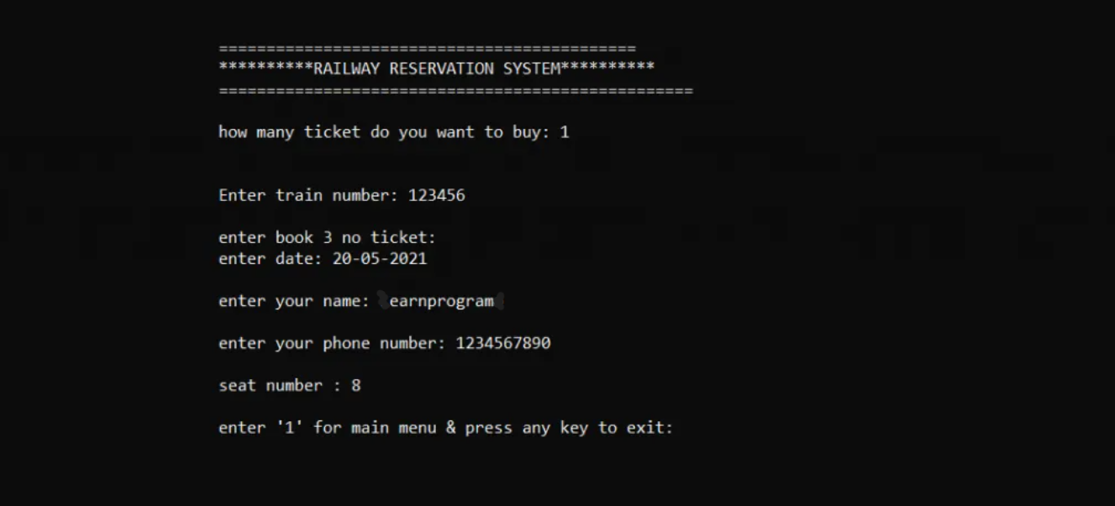 ============================================
**********RAILWAY RESERVATION SYSTEM**********
==================================================
how many ticket do you want to buy: 1
Enter train number: 123456
enter book 3 no ticket:
enter date: 20-05-2021
enter your name: earnprogram
enter your phone number: 1234567890
seat number : 8
enter '1' for main menu & press any key to exit: